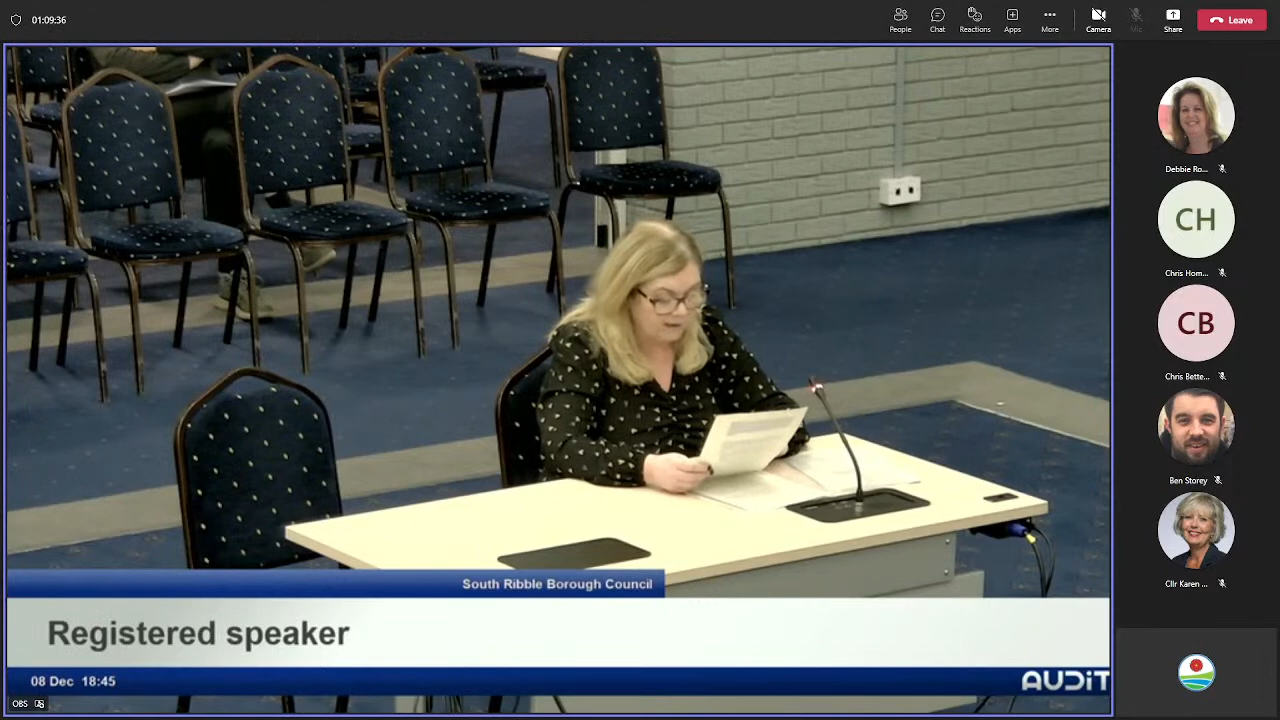 01:09:36
People
Chat
Reactions
Apps
More
Camera
Mic
Share
Leave
Debbie Ro...
CH
Chris Hom...
CB
Chris Bette...
Ben Storey
Cllr Karen ...
South Ribble Borough Council
Registered speaker
08 Dec 18:45
AUDiT
OBS